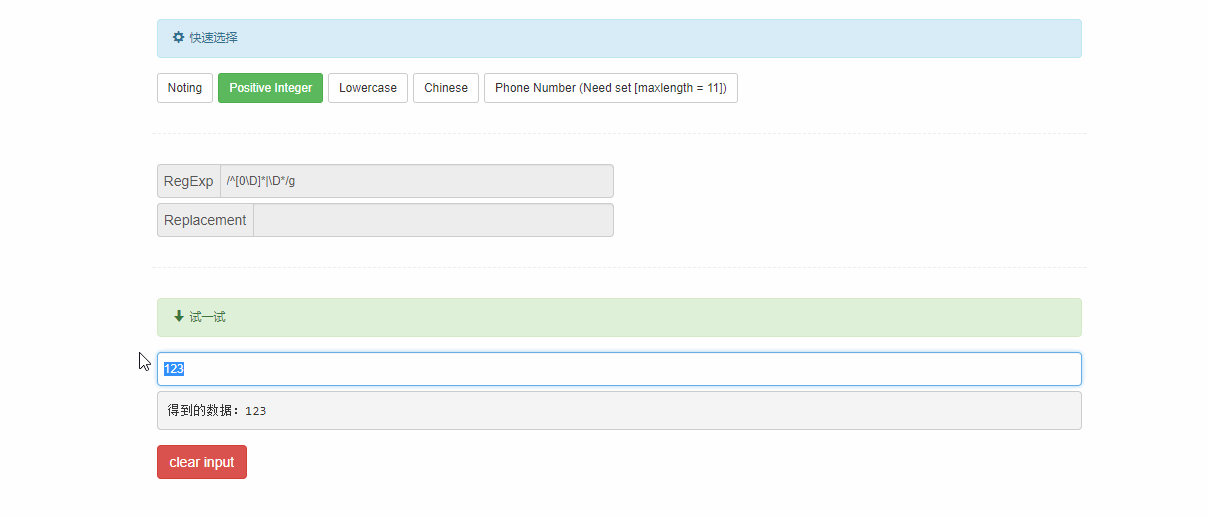 快速选择
Noting Positive Integer Lowercase Chinese Phone Number (Need set [maxlength = 11])
RegExp /^[0\D]*|\D*/g
Replacement
试一试
123
得到的数据：123
clear input